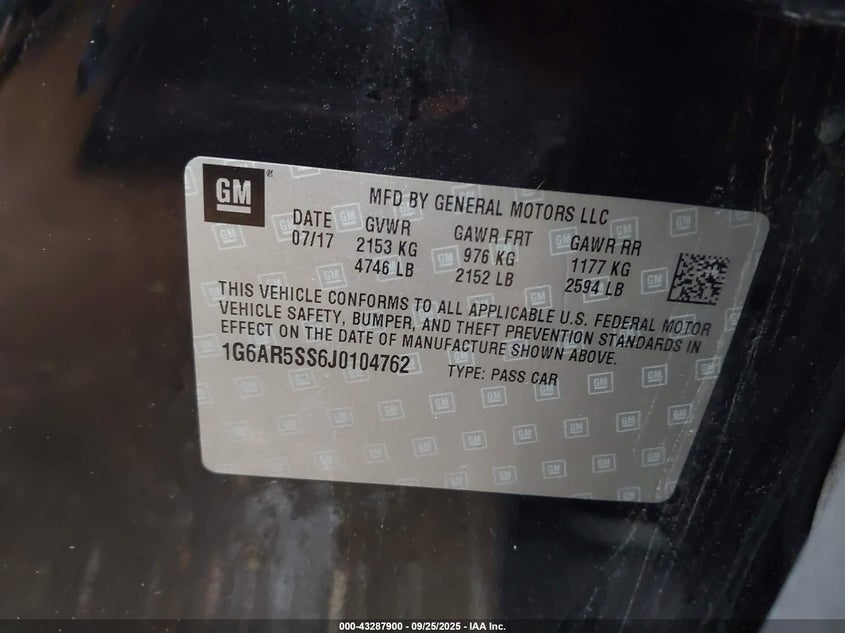 GM
MFD BY GENERAL MOTORS LLC
DATE GVWR GAWR FRT GAWR RR
07/17 2153 KG 976 KG 1177 KG
4746 LB 2152 LB 2594 LB
THIS VEHICLE CONFORMS TO ALL APPLICABLE U.S. FEDERAL MOTOR
VEHICLE SAFETY, BUMPER, AND THEFT PREVENTION STANDARDS IN
EFFECT ON THE DATE OF MANUFACTURE SHOWN ABOVE.
1G6AR5SS6J0104762 TYPE: PASS CAR
000-43287900 - 09/25/2025 - IAA Inc.